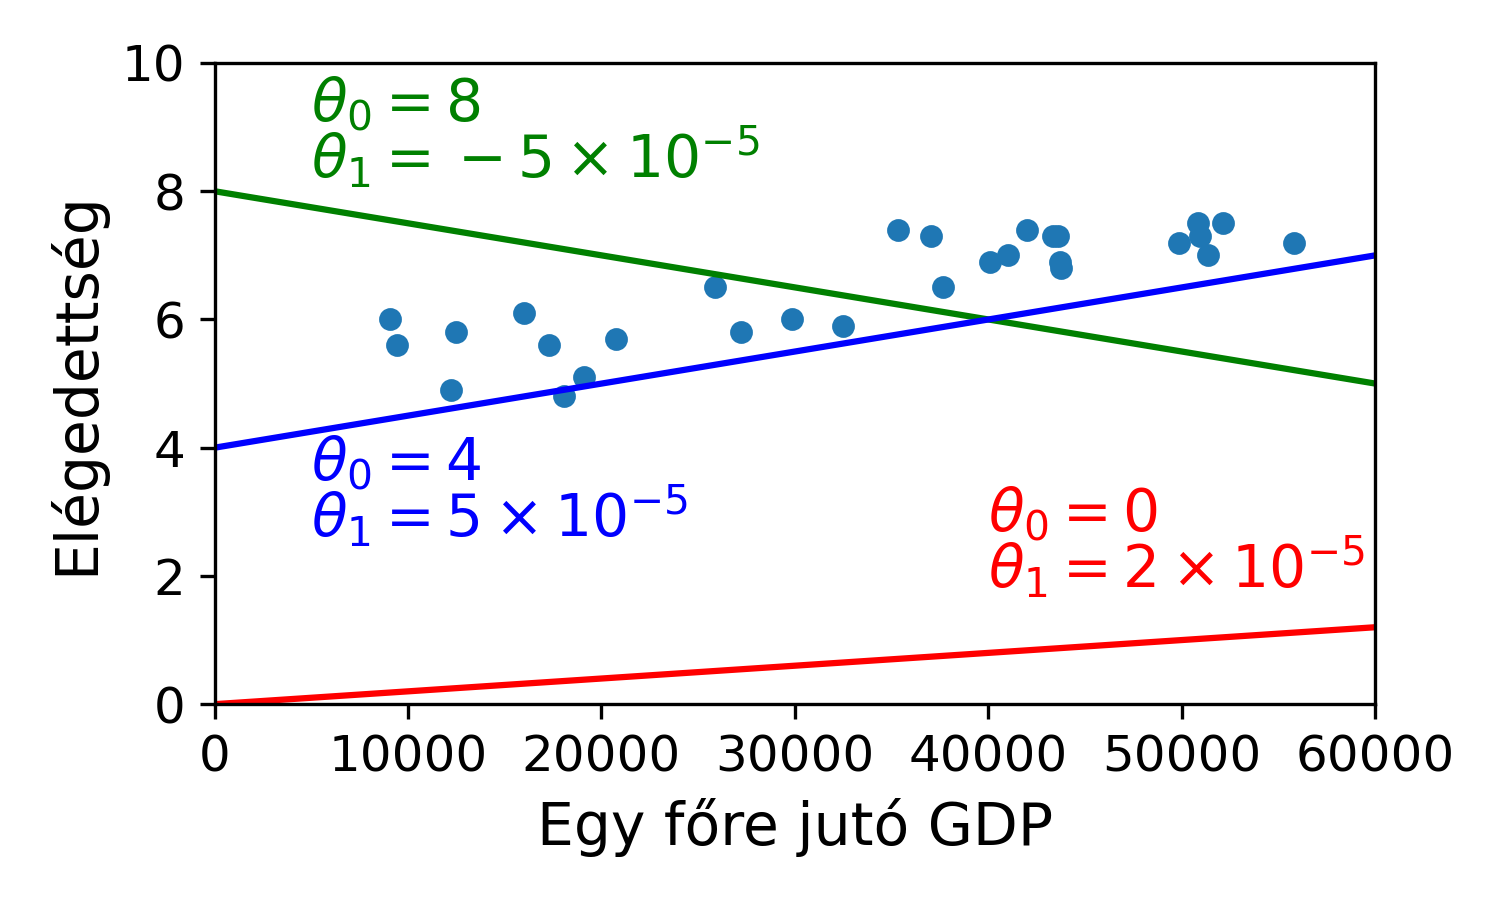 10
8
6
4
2
0
Elégedettség
θ₀ = 8
θ₁ = −5 × 10⁻⁵
θ₀ = 4
θ₁ = 5 × 10⁻⁵
θ₀ = 0
θ₁ = 2 × 10⁻⁵
0 10000 20000 30000 40000 50000 60000
Egy főre jutó GDP